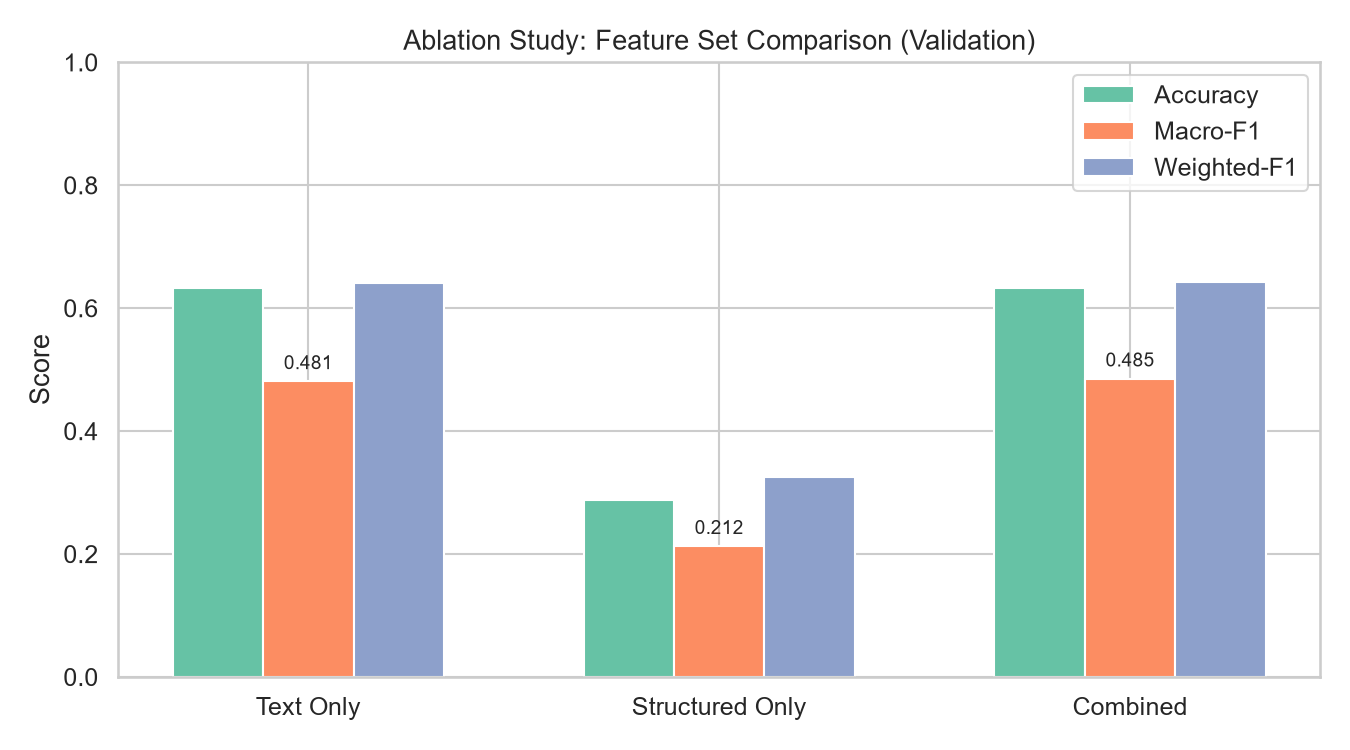 Ablation Study: Feature Set Comparison (Validation)
1.0
0.8
0.6
0.4
0.2
0.0
Score
Accuracy
Macro-F1
Weighted-F1
0.481
0.212
0.485
Text Only
Structured Only
Combined